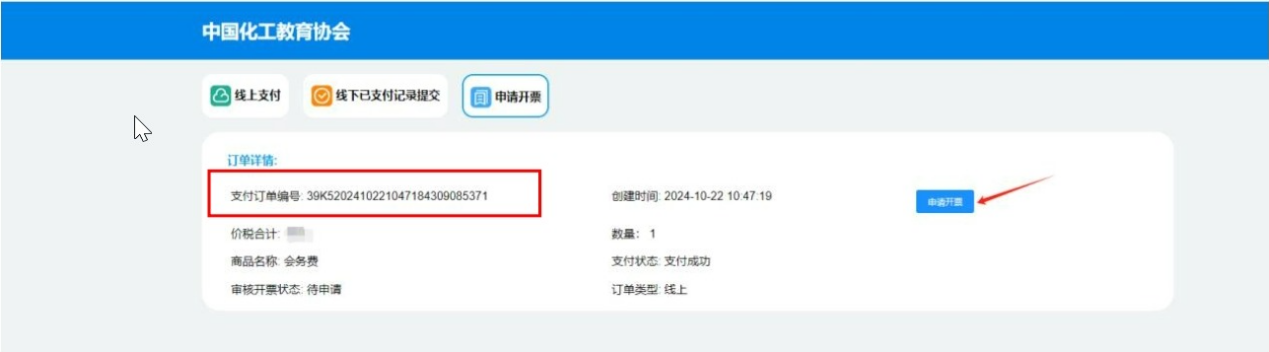 中国化工教育协会
线上支付 线下已支付记录提交 申请开票
订单详情:
支付订单编号: 39K52024102210471843090853​71 创建时间: 2024-10-22 10:47:19 申请开票
价税合计: 数量： 1
商品名称: 会务费 支付状态: 支付成功
审核开票状态: 待申请 订单类型: 线上